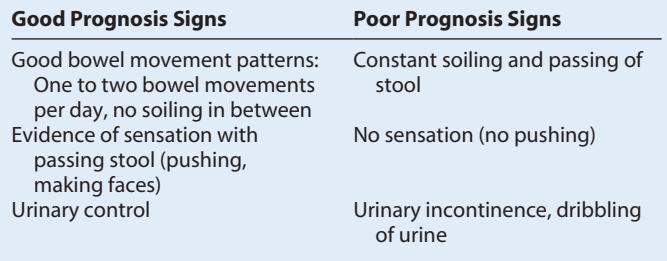 Good Prognosis Signs Poor Prognosis Signs
Good bowel movement patterns: Constant soiling and passing of
One to two bowel movements stool
per day, no soiling in between
Evidence of sensation with No sensation (no pushing)
passing stool (pushing,
making faces)
Urinary control Urinary incontinence, dribbling
of urine